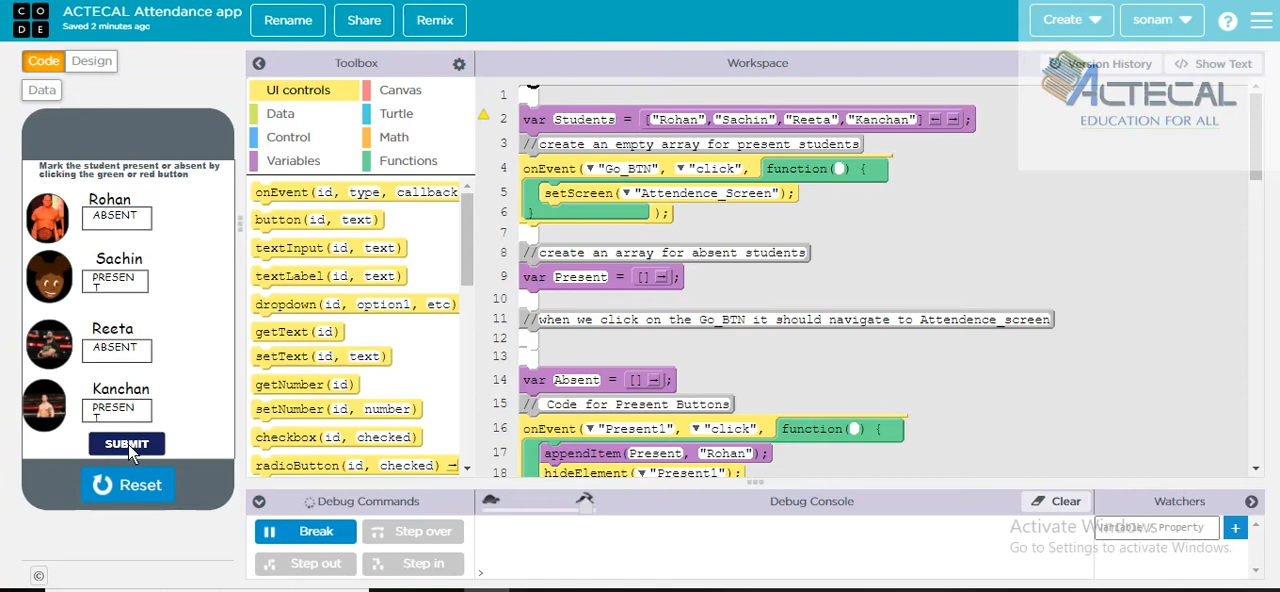 CODE
ACTECAL Attendance app
Saved 2 minutes ago
Rename
Share
Remix
Create
sonam
?
Code
Design
Toolbox
Workspace
Version History
</> Show Text
ACTECAL
EDUCATION FOR ALL
Data
UI controls
Canvas
Data
Turtle
Control
Math
Variables
Functions
onEvent(id, type, callback
button(id, text)
textInput(id, text)
textLabel(id, text)
dropdown(id, option1, etc)
getText(id)
setText(id, text)
getNumber(id)
setNumber(id, number)
checkbox(id, checked)
radioButton(id, checked)
Mark the student present or absent by
clicking the green or red button
Rohan
ABSENT
Sachin
PRESEN
T
Reeta
ABSENT
Kanchan
PRESEN
T
SUBMIT
Reset
©
1
2 var Students = ["Rohan","Sachin","Reeta","Kanchan"];
3 //create an empty array for present students
4 onEvent("Go_BTN", "click", function() {
5 setScreen("Attendence_Screen");
6 } );
7
8 //create an array for absent students
9 var Present = [];
10
11 //when we click on the Go_BTN it should navigate to Attendence_screen
12
13
14 var Absent = [];
15 // Code for Present Buttons
16 onEvent("Present1", "click", function() {
17 appendItem(Present, "Rohan");
18 hideElement("Present1");
Debug Commands
Debug Console
Clear
Watchers
Break
Step over
Step out
Step in
>
Variable / Property
+
Activate Windows
Go to Settings to activate Windows.